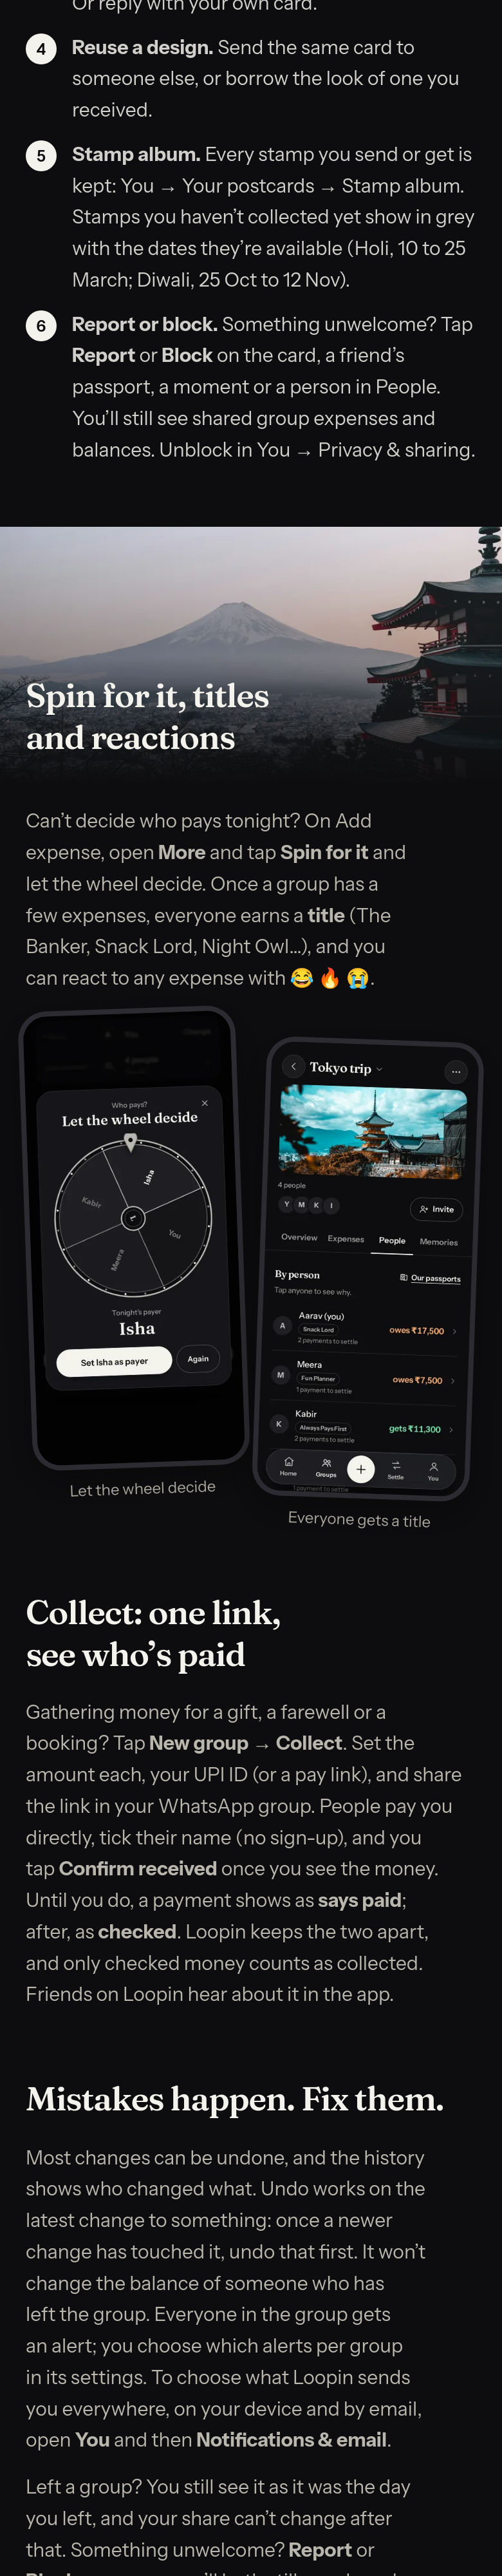 Or reply with your own card.
4 Reuse a design. Send the same card to
someone else, or borrow the look of one you
received.
5 Stamp album. Every stamp you send or get is
kept: You → Your postcards → Stamp album.
Stamps you haven’t collected yet show in grey
with the dates they’re available (Holi, 10 to 25
March; Diwali, 25 Oct to 12 Nov).
6 Report or block. Something unwelcome? Tap
Report or Block on the card, a friend’s
passport, a moment or a person in People.
You’ll still see shared group expenses and
balances. Unblock in You → Privacy & sharing.
Spin for it, titles
and reactions
Can’t decide who pays tonight? On Add
expense, open More and tap Spin for it and
let the wheel decide. Once a group has a
few expenses, everyone earns a title (The
Banker, Snack Lord, Night Owl…), and you
can react to any expense with 😂 🔥 😭.
You Change
4 people
Who pays?
Let the wheel decide
Isha
Kabir
You
Meera
Tonight’s payer
Isha
Set Isha as payer
Again
Let the wheel decide
Tokyo trip
4 people
Y M K I
Invite
Overview Expenses People Memories
By person
Our passports
Tap anyone to see why.
A
Aarav (you)
Snack Lord
2 payments to settle
owes ₹17,500
M
Meera
Fun Planner
1 payment to settle
owes ₹7,500
K
Kabir
Always Pays First
2 payments to settle
gets ₹11,300
Home Groups Settle You
1 payment to settle
Everyone gets a title
Collect: one link,
see who’s paid
Gathering money for a gift, a farewell or a
booking? Tap New group → Collect. Set the
amount each, your UPI ID (or a pay link), and share
the link in your WhatsApp group. People pay you
directly, tick their name (no sign-up), and you
tap Confirm received once you see the money.
Until you do, a payment shows as says paid;
after, as checked. Loopin keeps the two apart,
and only checked money counts as collected.
Friends on Loopin hear about it in the app.
Mistakes happen. Fix them.
Most changes can be undone, and the history
shows who changed what. Undo works on the
latest change to something: once a newer
change has touched it, undo that first. It won’t
change the balance of someone who has
left the group. Everyone in the group gets
an alert; you choose which alerts per group
in its settings. To choose what Loopin sends
you everywhere, on your device and by email,
open You and then Notifications & email.
Left a group? You still see it as it was the day
you left, and your share can’t change after
that. Something unwelcome? Report or